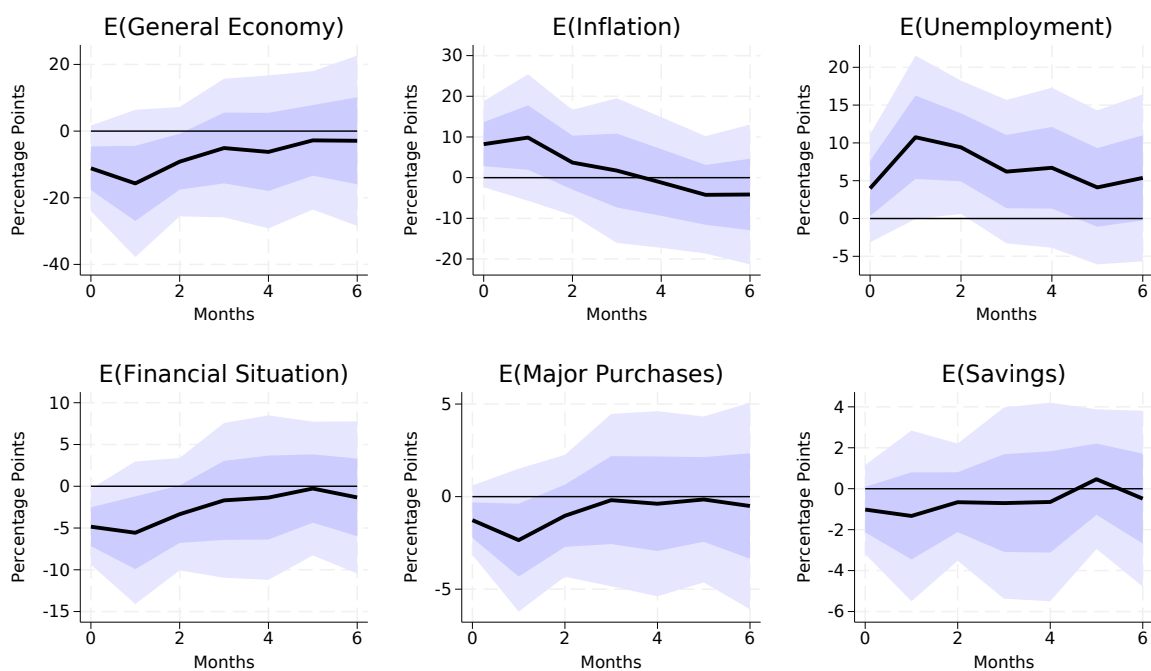 E(General Economy)
Percentage Points
20
0
-20
-40
0 2 4 6
Months
E(Inflation)
Percentage Points
30
20
10
0
-10
-20
0 2 4 6
Months
E(Unemployment)
Percentage Points
20
15
10
5
0
-5
0 2 4 6
Months
E(Financial Situation)
Percentage Points
10
5
0
-5
-10
-15
0 2 4 6
Months
E(Major Purchases)
Percentage Points
5
0
-5
0 2 4 6
Months
E(Savings)
Percentage Points
4
2
0
-2
-4
-6
0 2 4 6
Months